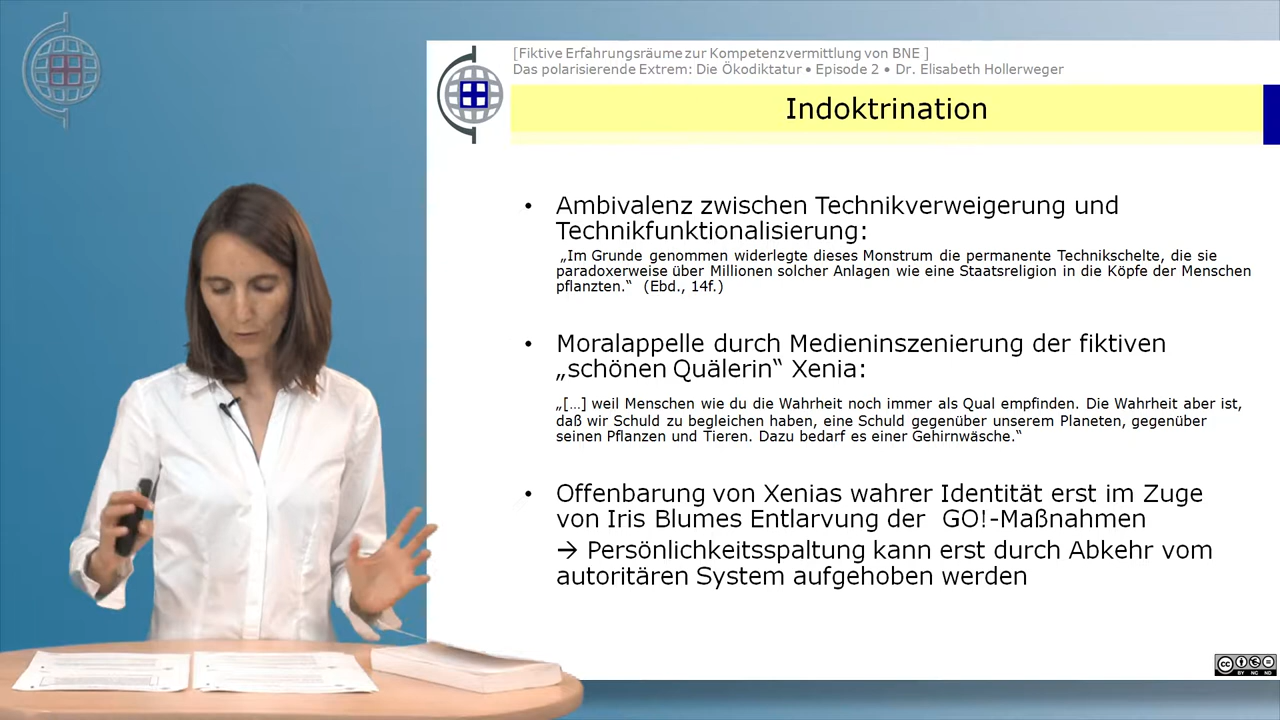 [Fiktive Erfahrungsräume zur Kompetenzvermittlung von BNE ]
Das polarisierende Extrem: Die Ökodiktatur • Episode 2 • Dr. Elisabeth Hollerweger
Indoktrination
• Ambivalenz zwischen Technikverweigerung und
Technikfunktionalisierung:
„Im Grunde genommen widerlegte dieses Monstrum die permanente Technikschelte, die sie
paradoxerweise über Millionen solcher Anlagen wie eine Staatsreligion in die Köpfe der Menschen
pflanzten.“ (Ebd., 14f.)
• Moralappelle durch Medieninszenierung der fiktiven
„schönen Quälerin“ Xenia:
„[…] weil Menschen wie du die Wahrheit noch immer als Qual empfinden. Die Wahrheit aber ist,
daß wir Schuld zu begleichen haben, eine Schuld gegenüber unserem Planeten, gegenüber
seinen Pflanzen und Tieren. Dazu bedarf es einer Gehirnwäsche.“
• Offenbarung von Xenias wahrer Identität erst im Zuge
von Iris Blumes Entlarvung der GO!-Maßnahmen
→ Persönlichkeitsspaltung kann erst durch Abkehr vom
autoritären System aufgehoben werden
cc
BY NC ND